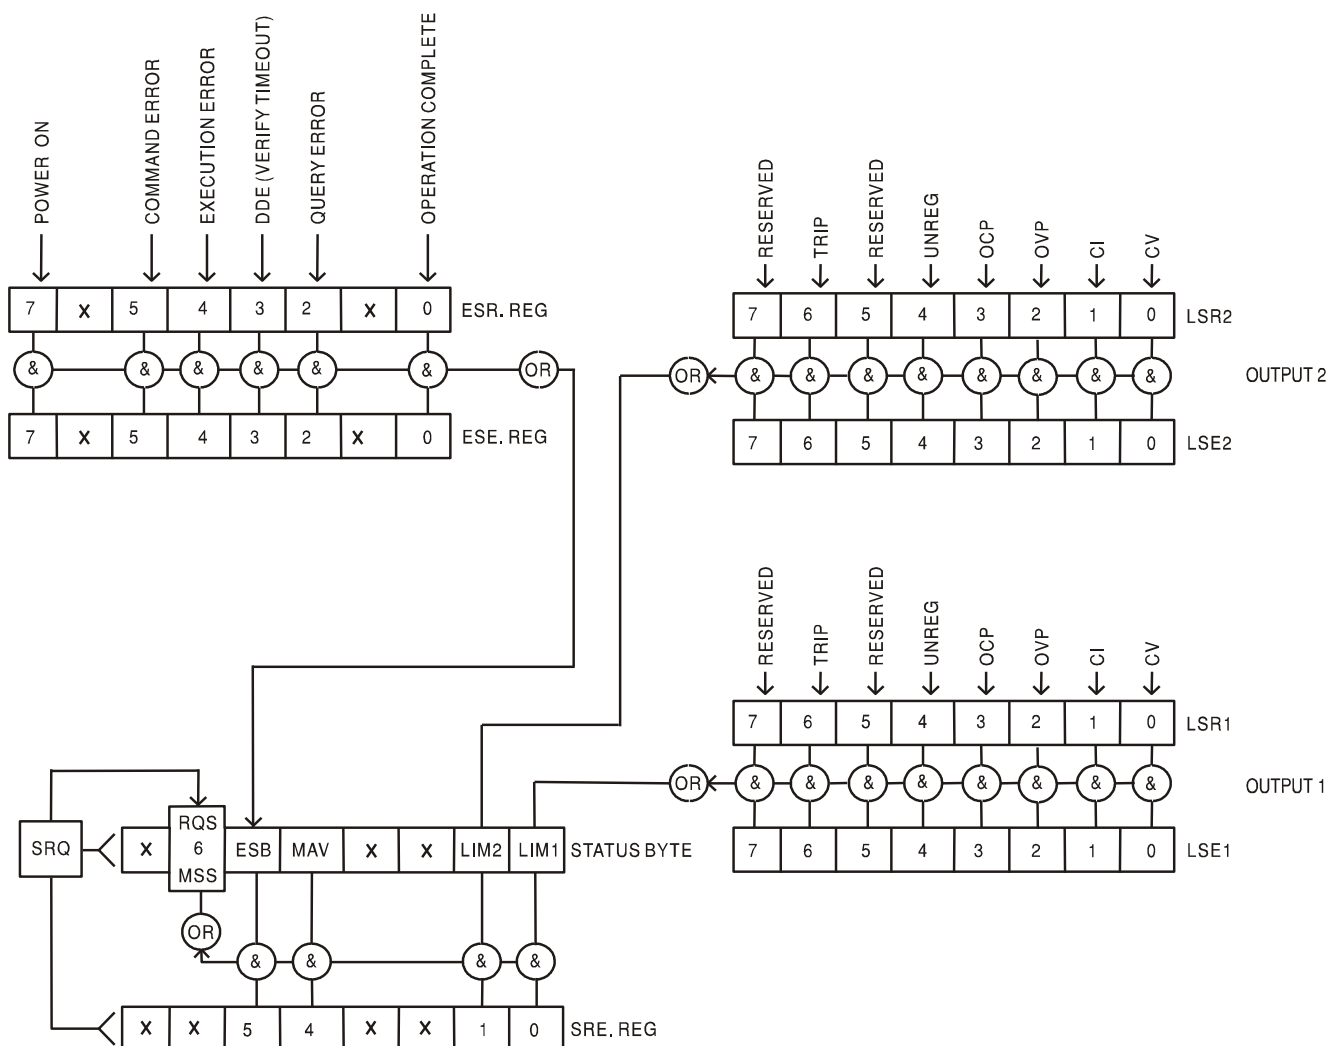 POWER ON
COMMAND ERROR
EXECUTION ERROR
DDE (VERIFY TIMEOUT)
QUERY ERROR
OPERATION COMPLETE
7 X 5 4 3 2 X 0 ESR. REG
& & & & & & OR
7 X 5 4 3 2 X 0 ESE. REG
RESERVED
TRIP
RESERVED
UNREG
OCP
OVP
CI
CV
7 6 5 4 3 2 1 0 LSR2
OR & & & & & & & & OUTPUT 2
7 6 5 4 3 2 1 0 LSE2
RESERVED
TRIP
RESERVED
UNREG
OCP
OVP
CI
CV
7 6 5 4 3 2 1 0 LSR1
OR & & & & & & & & OUTPUT 1
7 6 5 4 3 2 1 0 LSE1
SRQ
X
RQS
6
MSS
ESB MAV X X LIM2 LIM1 STATUS BYTE
OR
& & & &
X X 5 4 X X 1 0 SRE. REG